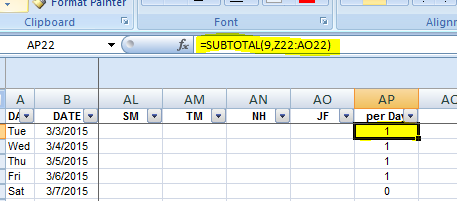 Format Painter
Clipboard Font Alignm
AP22 fx =SUBTOTAL(9,Z22:AO22)
A B AL AM AN AO AP AC
DA DATE SM TM NH JF per Day
Tue 3/3/2015 1
Wed 3/4/2015 1
Thu 3/5/2015 1
Fri 3/6/2015 1
Sat 3/7/2015 0